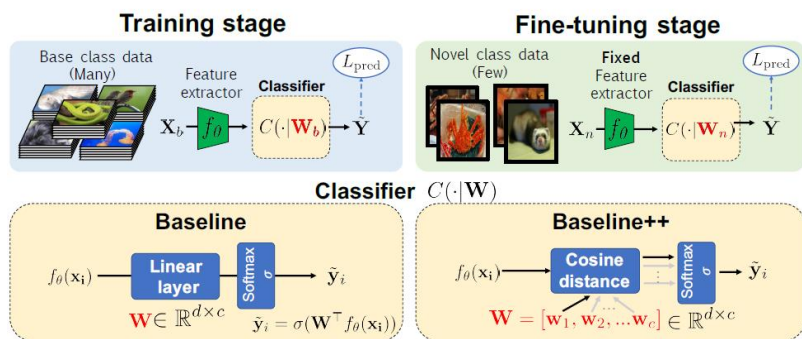 Training stage
Base class data
(Many)
Feature
extractor
Classifier
L_pred
X_b f_θ C(·|W_b) Ỹ
Fine-tuning stage
Novel class data
(Few)
Fixed
Feature
extractor
Classifier
L_pred
X_n f_θ C(·|W_n) Ỹ
Classifier C(·|W)
Baseline
f_θ(x_i)
Linear
layer
Softmax
σ
ỹ_i
W ∈ ℝ^{d×c}
ỹ_i = σ(W^⊤ f_θ(x_i))
Baseline++
f_θ(x_i)
Cosine
distance
Softmax
σ
ỹ_i
W = [w_1, w_2, ...w_c] ∈ ℝ^{d×c}